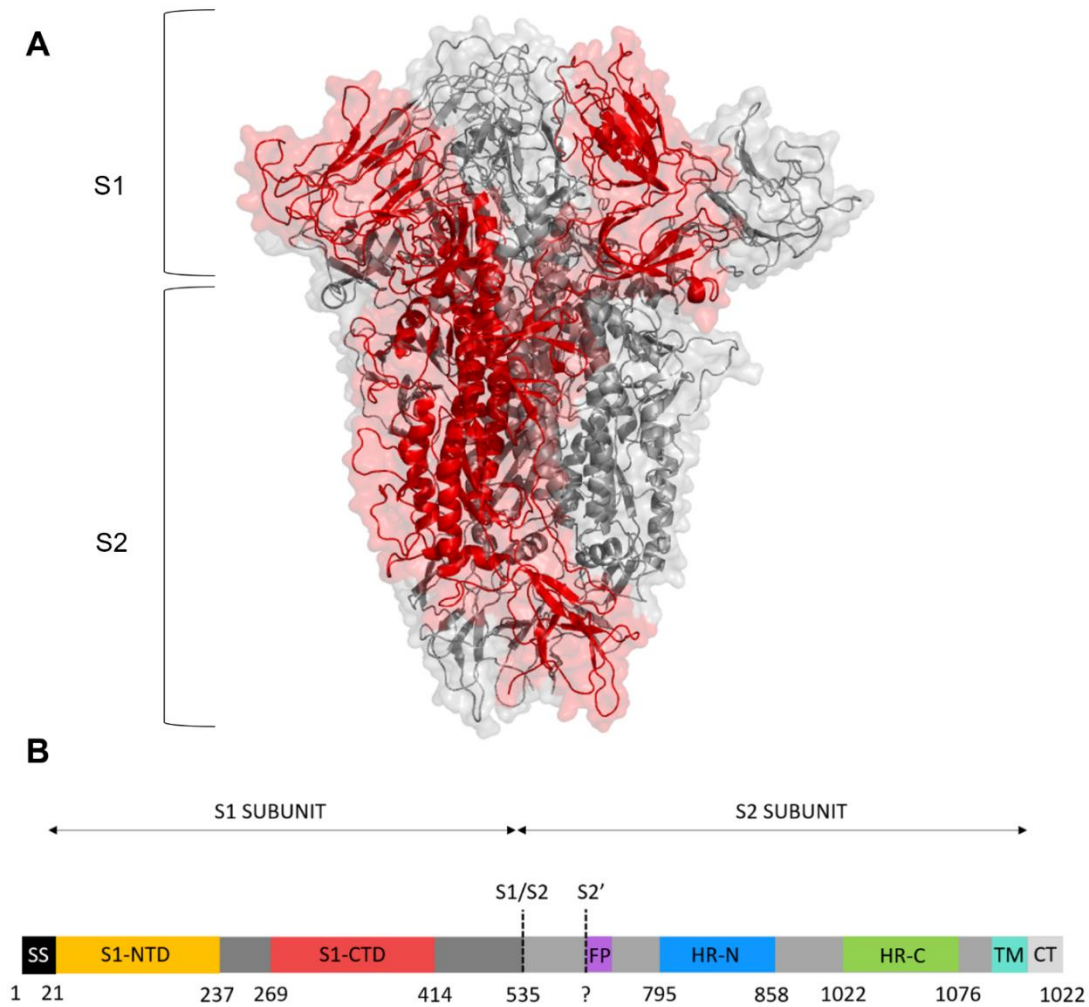 A
S1
S2
B
S1 SUBUNIT S2 SUBUNIT
S1/S2 S2’
SS S1-NTD S1-CTD FP HR-N HR-C TM CT
1 21 237 269 414 535 ? 795 858 1022 1076 1022